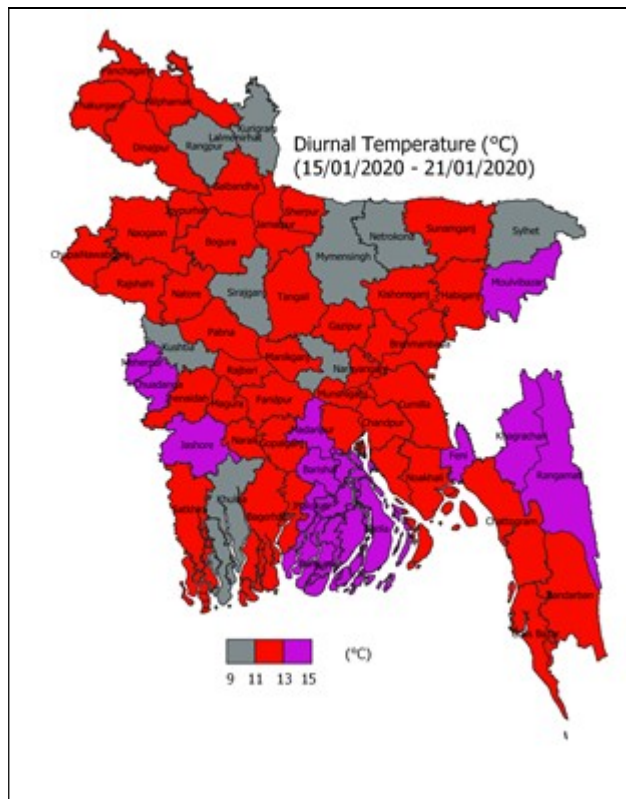 Panchagarh
Thakurgaon
Nilphamari
Lalmonirhat
Kurigram
Dinajpur
Rangpur
Diurnal Temperature (°C)
(15/01/2020 - 21/01/2020)
Gaibandha
Joypurhat
Sherpur
Naogaon
Jamalpur
Netrokona
Sunamganj
Sylhet
Bogura
Mymensingh
Rajshahi
Natore
Sirajganj
Tangail
Kishoreganj
Habiganj
Moulvibazar
Pabna
Gazipur
Kushtia
Manikganj
Narayanganj
Meherpur
Chuadanga
Rajbari
Jhenaidah
Magura
Faridpur
Munshiganj
Cumilla
Khagrachari
Jashore
Narail
Gopalganj
Madaripur
Chandpur
Feni
Rangamati
Barishal
Noakhali
Satkhira
Khulna
Bagerhat
Chattogram
Bandarban
(°C)
9 11 13 15